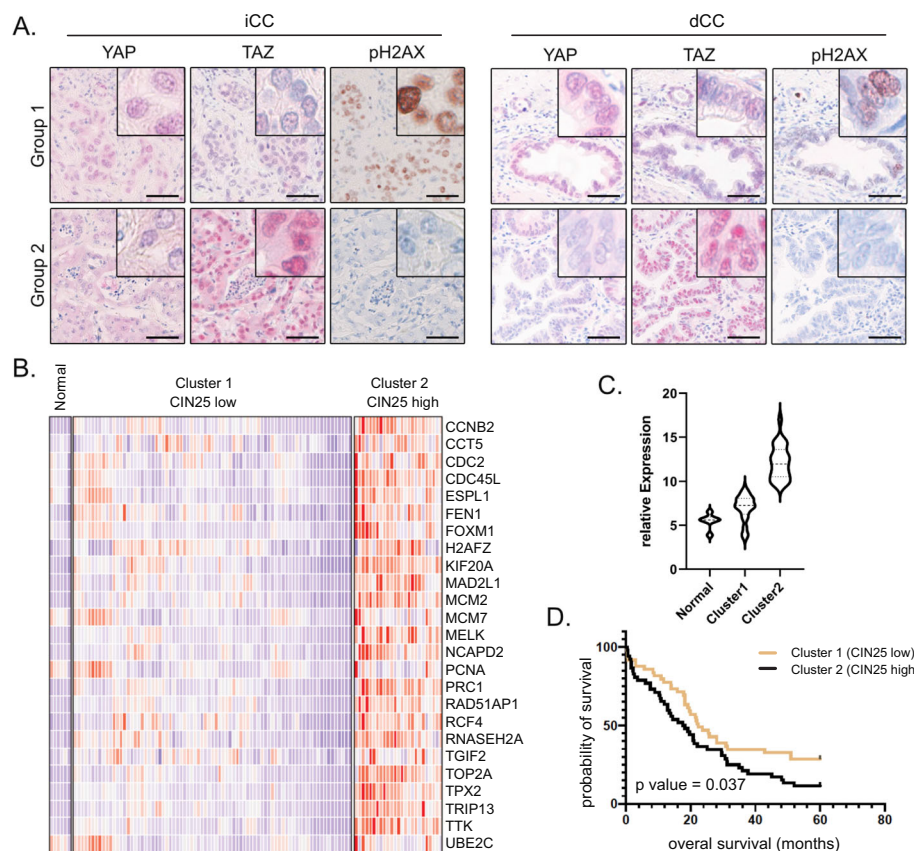 A.
iCC
dCC
YAP TAZ pH2AX
YAP TAZ pH2AX
Group 1
Group 2
B.
Normal
Cluster 1
CIN25 low
Cluster 2
CIN25 high
CCNB2
CCT5
CDC2
CDC45L
ESPL1
FEN1
FOXM1
H2AFZ
KIF20A
MAD2L1
MCM2
MCM7
MELK
NCAPD2
PCNA
PRC1
RAD51AP1
RCF4
RNASEH2A
TGIF2
TOP2A
TPX2
TRIP13
TTK
UBE2C
C.
relative Expression
20
15
10
5
0
Normal
Cluster1
Cluster2
D.
probability of survival
100
50
0
Cluster 1 (CIN25 low)
Cluster 2 (CIN25 high
p value = 0.037
0 20 40 60 80
overal survival (months)